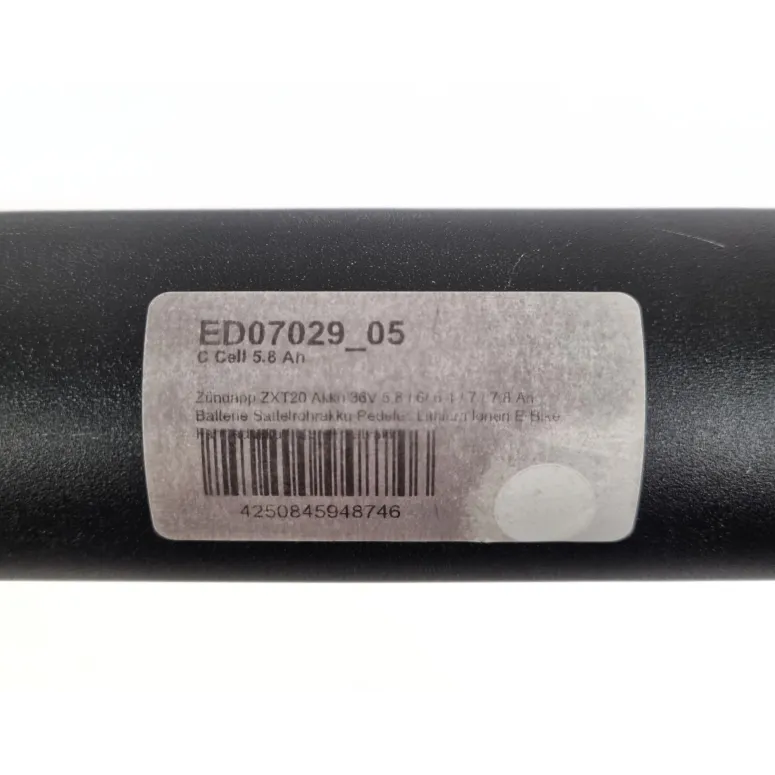 ED07029_05
C Cell 5.8 Ah
Zündapp ZXT20 Akku 36V 5.8 / 6 / 6.4 / 7 / 7.8 Ah
Batterie Sattelrohrakku Pedelec Lithium Ionen E-Bike
4250845948746